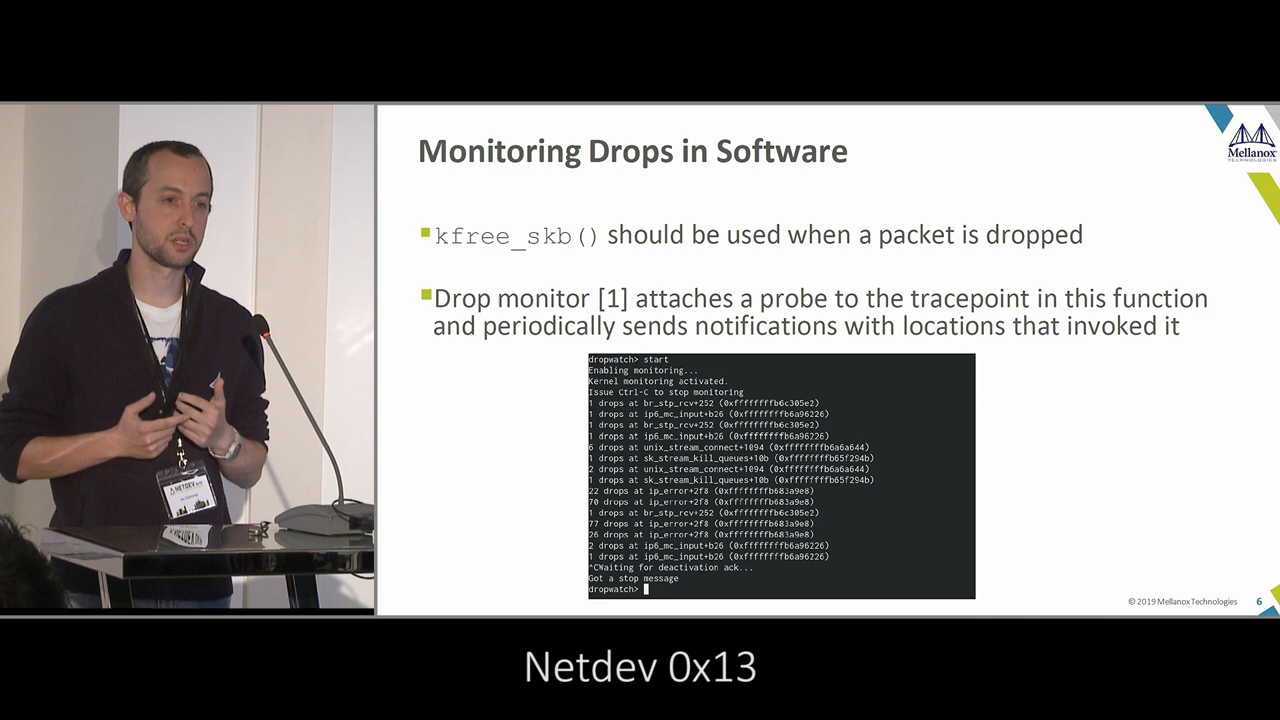 Monitoring Drops in Software
Mellanox
TECHNOLOGIES
kfree_skb() should be used when a packet is dropped
Drop monitor [1] attaches a probe to the tracepoint in this function
and periodically sends notifications with locations that invoked it
dropwatch> start
Enabling monitoring...
Kernel monitoring activated.
Issue Ctrl-C to stop monitoring
1 drops at br_stp_rcv+252 (0xffffffffb6c305e2)
1 drops at ip6_mc_input+b26 (0xffffffffb6a96226)
1 drops at br_stp_rcv+252 (0xffffffffb6c305e2)
1 drops at ip6_mc_input+b26 (0xffffffffb6a96226)
6 drops at unix_stream_connect+1094 (0xffffffffb6a6a644)
1 drops at sk_stream_kill_queues+10b (0xffffffffb65f294b)
2 drops at unix_stream_connect+1094 (0xffffffffb6a6a644)
1 drops at sk_stream_kill_queues+10b (0xffffffffb65f294b)
22 drops at ip_error+2f8 (0xffffffffb683a9e8)
70 drops at ip_error+2f8 (0xffffffffb683a9e8)
1 drops at br_stp_rcv+252 (0xffffffffb6c305e2)
77 drops at ip_error+2f8 (0xffffffffb683a9e8)
26 drops at ip_error+2f8 (0xffffffffb683a9e8)
2 drops at ip6_mc_input+b26 (0xffffffffb6a96226)
1 drops at ip6_mc_input+b26 (0xffffffffb6a96226)
^CWaiting for deactivation ack...
Got a stop message
dropwatch>
© 2019 Mellanox Technologies 6
NETDEV
Netdev 0x13